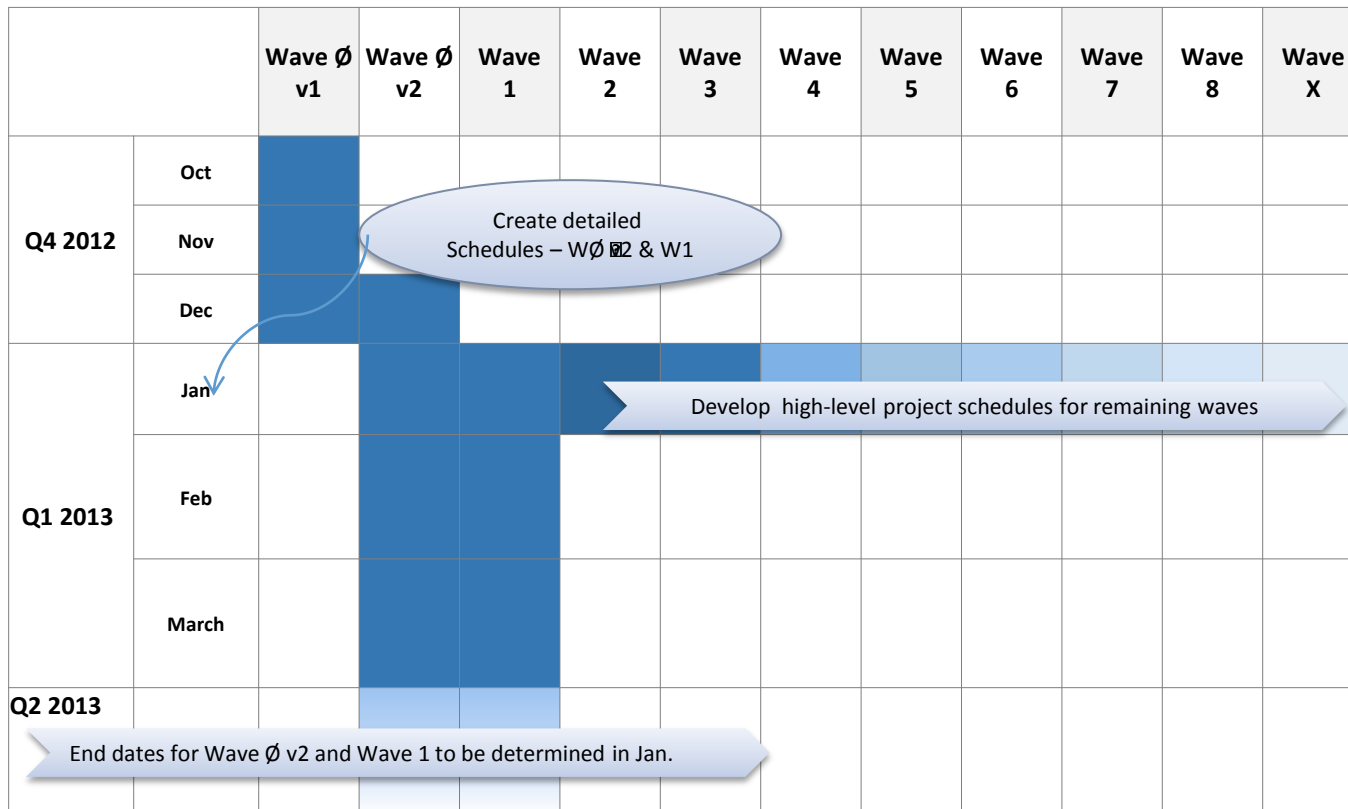 Wave Ø v1
Wave Ø v2
Wave 1
Wave 2
Wave 3
Wave 4
Wave 5
Wave 6
Wave 7
Wave 8
Wave X
Q4 2012
Oct
Nov
Dec
Create detailed
Schedules – WØ 2 & W1
Q1 2013
Jan
Develop high-level project schedules for remaining waves
Feb
March
Q2 2013
End dates for Wave Ø v2 and Wave 1 to be determined in Jan.